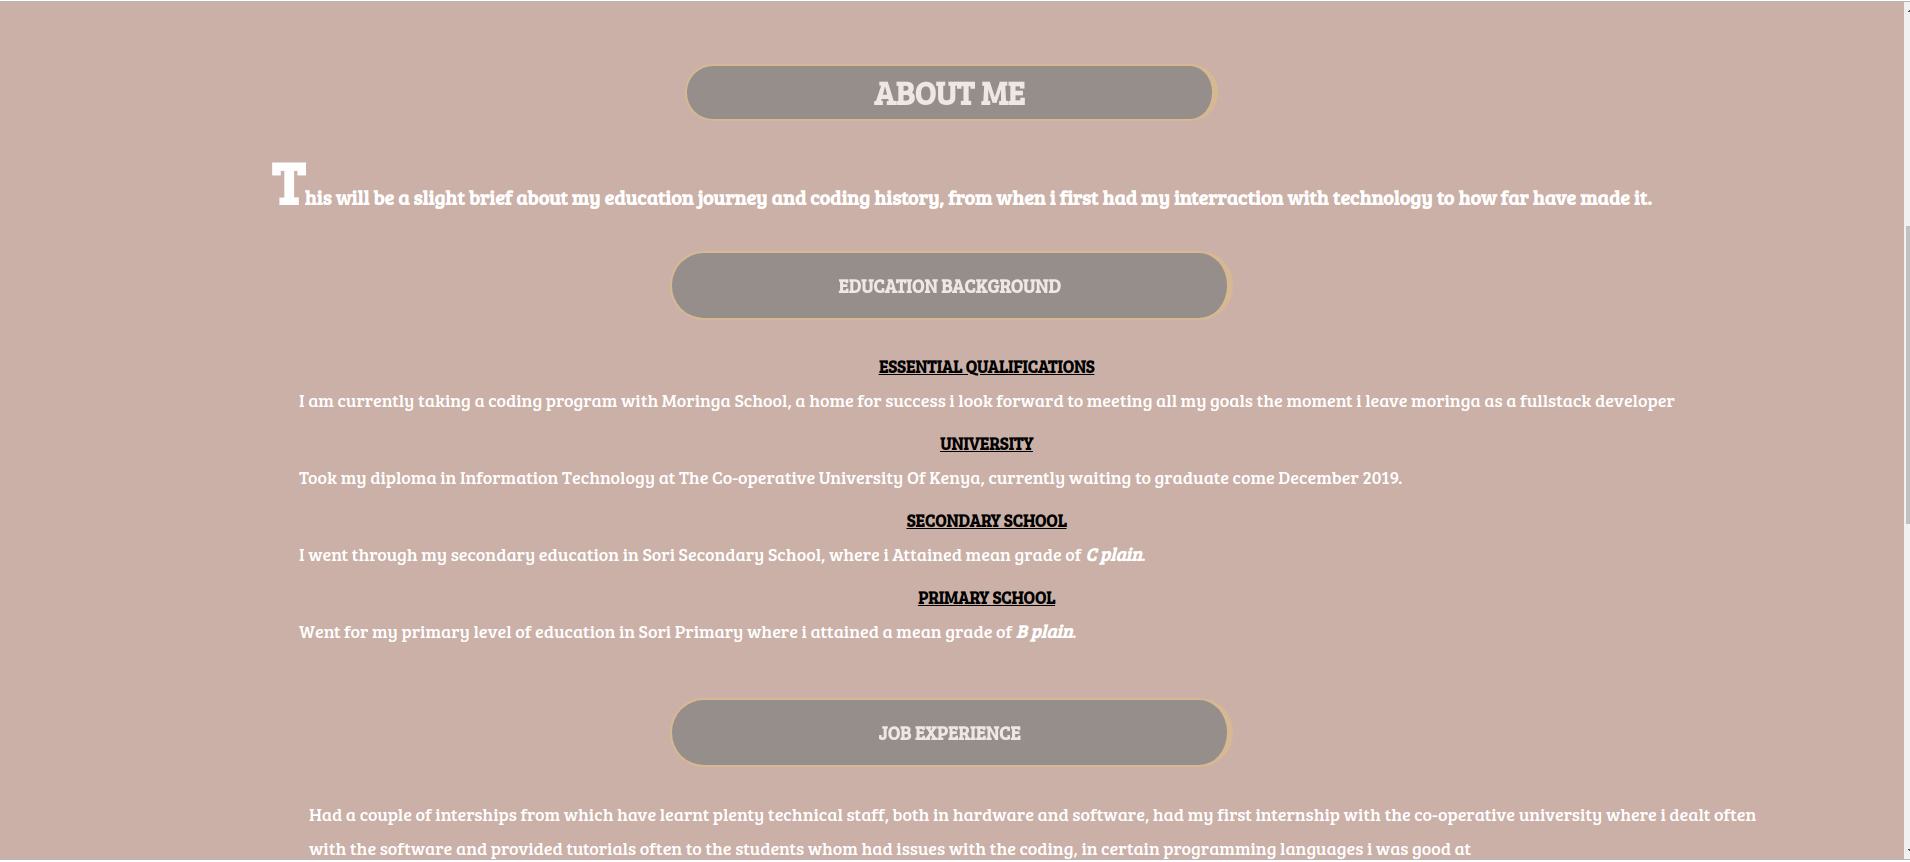 ABOUT ME
This will be a slight brief about my education journey and coding history, from when i first had my interraction with technology to how far have made it.
EDUCATION BACKGROUND
ESSENTIAL QUALIFICATIONS
I am currently taking a coding program with Moringa School, a home for success i look forward to meeting all my goals the moment i leave moringa as a fullstack developer
UNIVERSITY
Took my diploma in Information Technology at The Co-operative University Of Kenya, currently waiting to graduate come December 2019.
SECONDARY SCHOOL
I went through my secondary education in Sori Secondary School, where i Attained mean grade of C plain.
PRIMARY SCHOOL
Went for my primary level of education in Sori Primary where i attained a mean grade of B plain.
JOB EXPERIENCE
Had a couple of interships from which have learnt plenty technical staff, both in hardware and software, had my first internship with the co-operative university where i dealt often
with the software and provided tutorials often to the students whom had issues with the coding, in certain programming languages i was good at